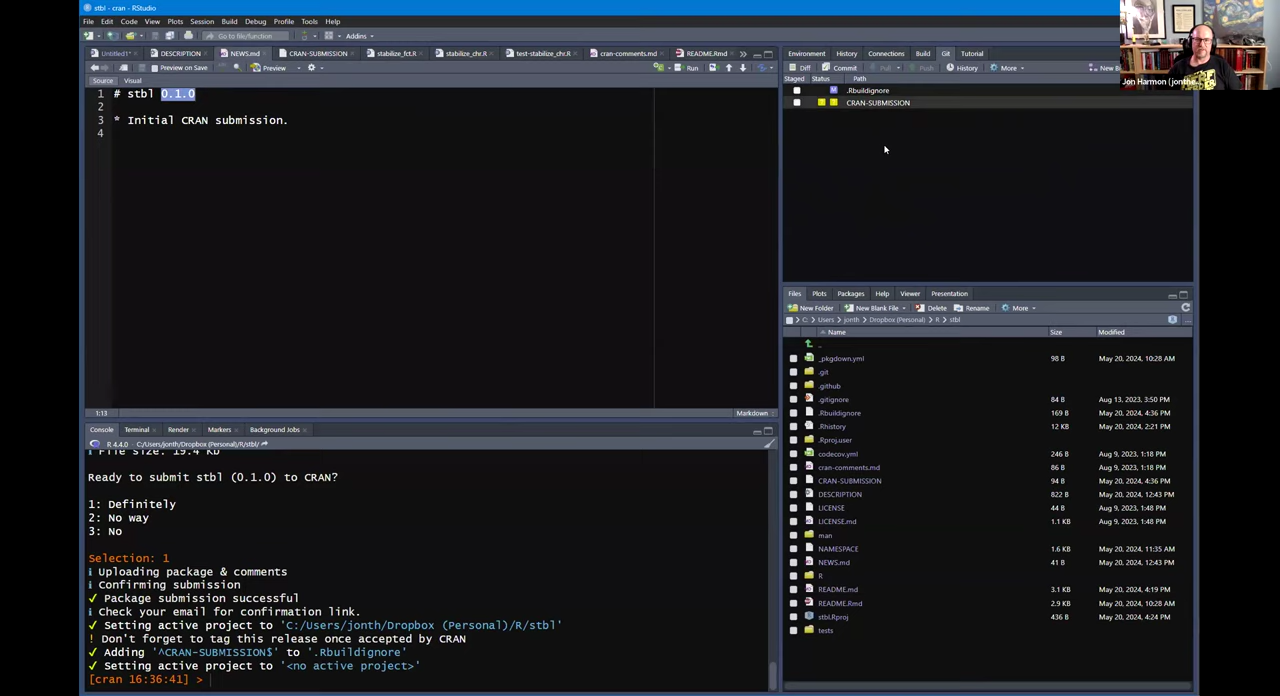 stbl - cran - RStudio
File Edit Code View Plots Session Build Debug Profile Tools Help
Go to file/function Addins
Untitled1* DESCRIPTION NEWS.md CRAN-SUBMISSION stabilize_fct.R stabilize_chr.R test-stabilize_chr.R cran-comments.md README.Rmd
Preview on Save Preview Run
Source Visual
1 # stbl 0.1.0
2
3 * Initial CRAN submission.
4
1:13 Markdown
Console Terminal Render Markers Background Jobs
R 4.4.0 · C:/Users/jonth/Dropbox (Personal)/R/stbl/
ℹ File size: 19.4 KB
Ready to submit stbl (0.1.0) to CRAN?
1: Definitely
2: No way
3: No
Selection: 1
ℹ Uploading package & comments
ℹ Confirming submission
✓ Package submission successful
ℹ Check your email for confirmation link.
✓ Setting active project to 'C:/Users/jonth/Dropbox (Personal)/R/stbl'
! Don't forget to tag this release once accepted by CRAN
✓ Adding '^CRAN-SUBMISSION$' to '.Rbuildignore'
✓ Setting active project to '<no active project>'
[cran 16:36:41] >
Environment History Connections Build Git Tutorial
Diff Commit Pull Push History More New B
Staged Status Path
M .Rbuildignore
CRAN-SUBMISSION
Jon Harmon (jonthe
Files Plots Packages Help Viewer Presentation
New Folder New Blank File Delete Rename More
C: Users jonth Dropbox (Personal) R stbl
Name Size Modified
..
_pkgdown.yml 98 B May 20, 2024, 10:28 AM
.git
.github
.gitignore 84 B Aug 13, 2023, 3:50 PM
.Rbuildignore 169 B May 20, 2024, 4:36 PM
.Rhistory 12 KB May 20, 2024, 2:21 PM
.Rproj.user
codecov.yml 246 B Aug 9, 2023, 1:18 PM
cran-comments.md 86 B Aug 9, 2023, 1:18 PM
CRAN-SUBMISSION 94 B May 20, 2024, 4:36 PM
DESCRIPTION 822 B May 20, 2024, 12:43 PM
LICENSE 44 B Aug 9, 2023, 1:48 PM
LICENSE.md 1.1 KB Aug 9, 2023, 1:48 PM
man
NAMESPACE 1.6 KB May 20, 2024, 11:35 AM
NEWS.md 41 B May 20, 2024, 12:43 PM
R
README.md 3.1 KB May 20, 2024, 4:19 PM
README.Rmd 2.9 KB May 20, 2024, 10:28 AM
stbl.Rproj 436 B May 20, 2024, 4:24 PM
tests